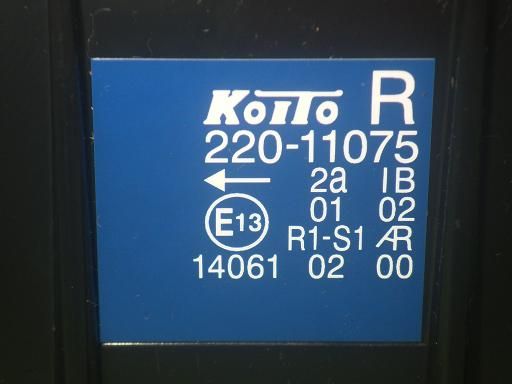 KOITO R
220-11075
← 2a IB
01 02
E13
R1-S1 AR
14061 02 00